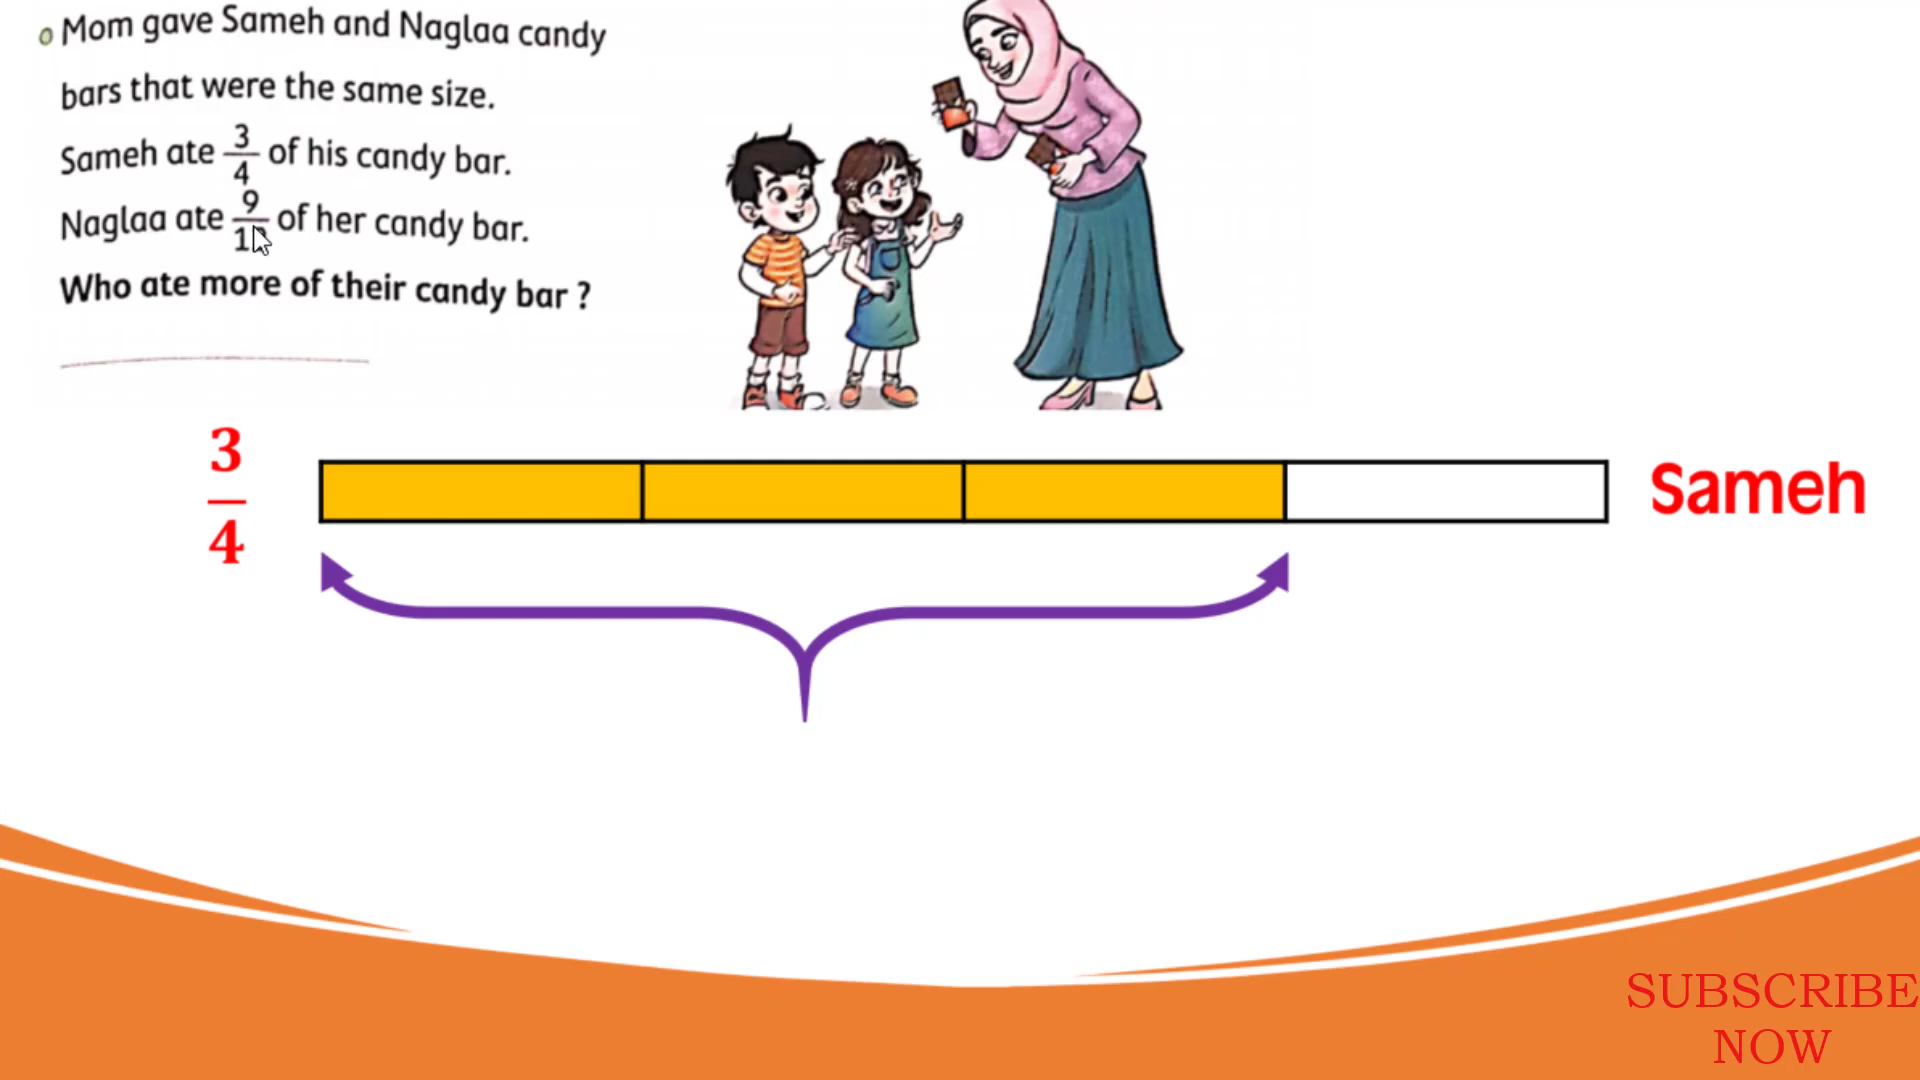 Mom gave Sameh and Naglaa candy
bars that were the same size.
Sameh ate 3/4 of his candy bar.
Naglaa ate of her candy bar.
Who ate more of their candy bar ?
3/4
Sameh
SUBSCRIBE
NOW